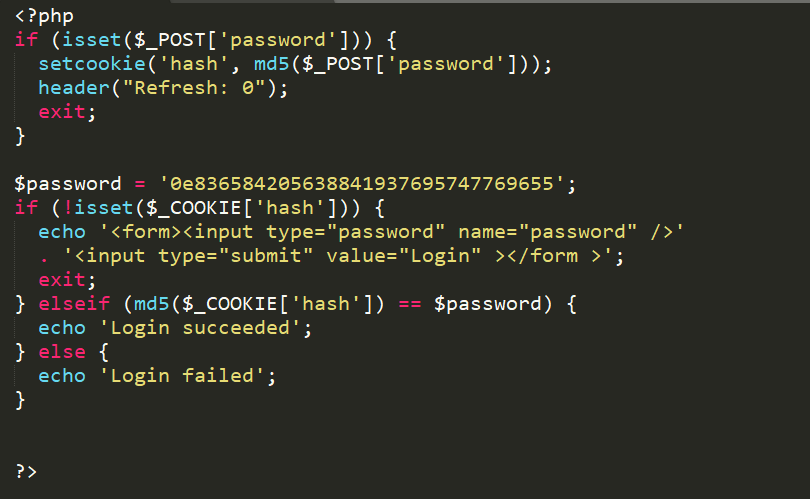 <?php
if (isset($_POST['password'])) {
  setcookie('hash', md5($_POST['password']));
  header("Refresh: 0");
  exit;
}

$password = '0e836584205638841937695747769655';
if (!isset($_COOKIE['hash'])) {
  echo '<form><input type="password" name="password" />'
  . '<input type="submit" value="Login" ></form >';
  exit;
} elseif (md5($_COOKIE['hash']) == $password) {
  echo 'Login succeeded';
} else {
  echo 'Login failed';
}

?>